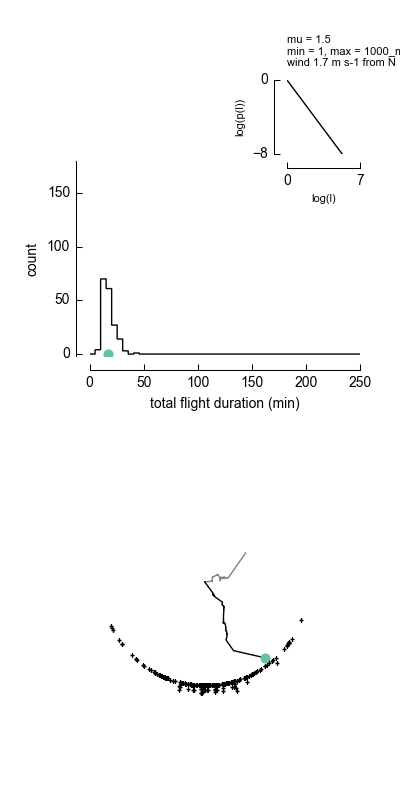 mu = 1.5
min = 1, max = 1000_m
wind 1.7 m s-1 from N
0
log(p(l))
−8
0 7
log(l)
150
100
count
50
0
0 50 100 150 200 250
total flight duration (min)